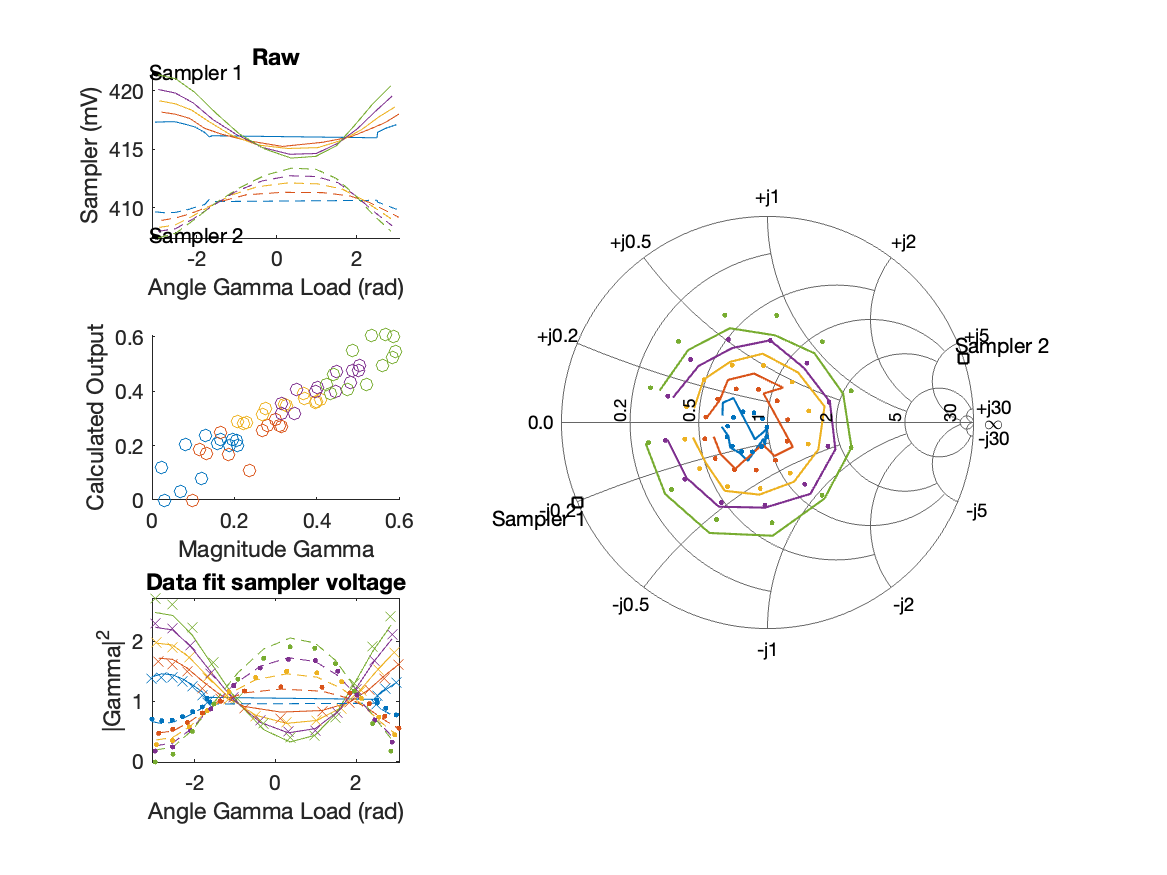 Raw
Sampler 1
420
415
410
Sampler (mV)
Sampler 2
-2
0
2
Angle Gamma Load (rad)
0.6
0.4
0.2
0
Calculated Output
0
0.2
0.4
0.6
Magnitude Gamma
Data fit sampler voltage
2
1
0
|Gamma|²
-2
0
2
Angle Gamma Load (rad)
+j1
+j0.5
+j2
+j0.2
+j5
Sampler 2
0.0
0.2
0.5
1
2
5
30
+j30
∞
-j30
-j0.2
Sampler 1
-j5
-j0.5
-j2
-j1